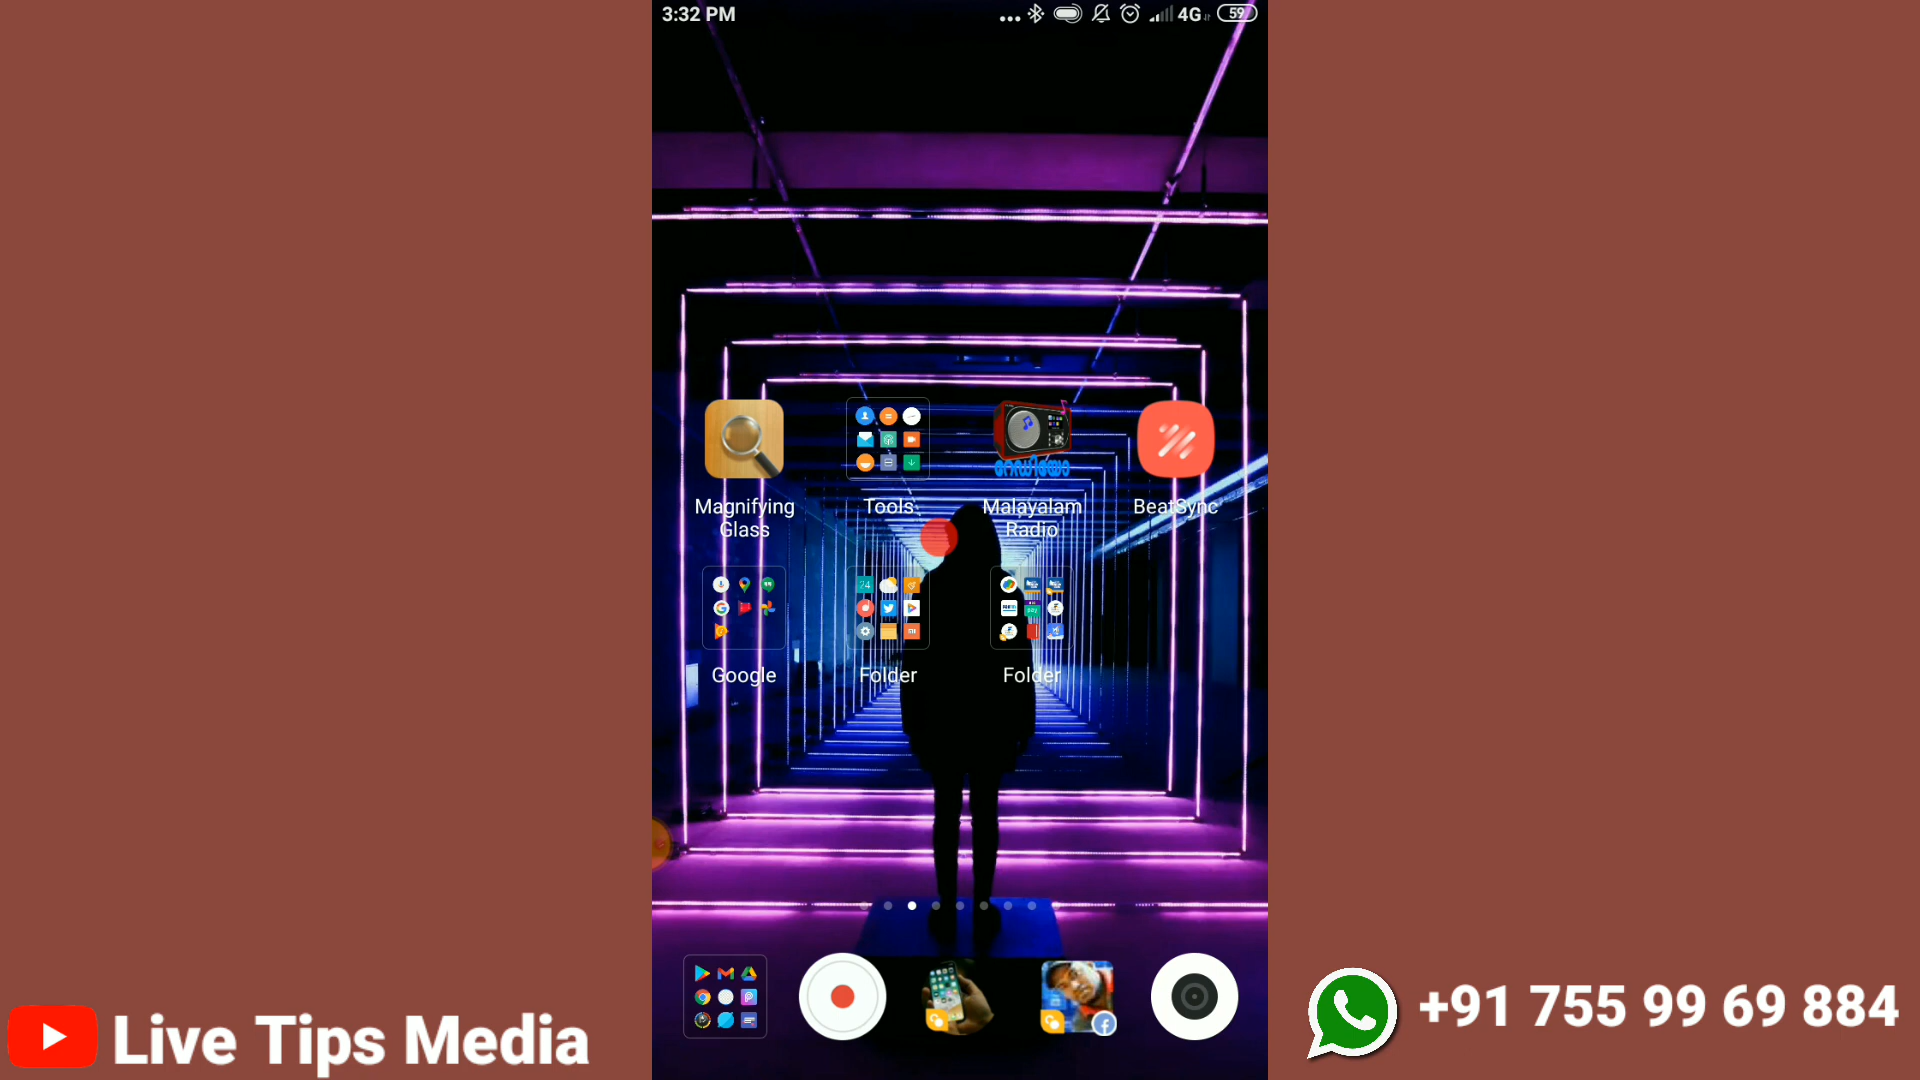 3:32 PM
4G
59
Magnifying
Glass
Tools
റേഡിയോ
Malayalam
Radio
BeatSync
Google
24
Folder
Folder
Live Tips Media
+91 755 99 69 884